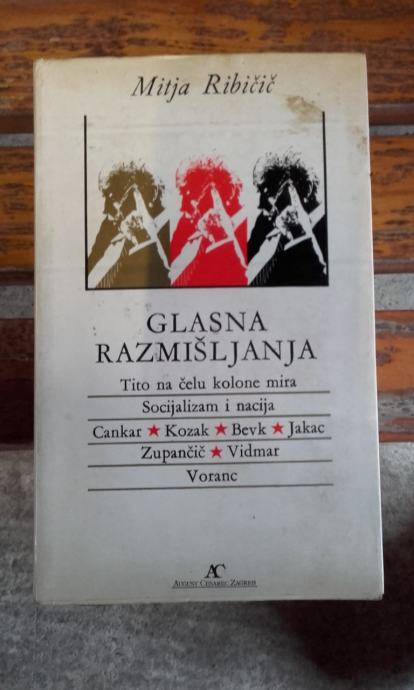 Mitja Ribičič
GLASNA
RAZMIŠLJANJA
Tito na čelu kolone mira
Socijalizam i nacija
Cankar ★ Kozak ★ Bevk ★ Jakac
Zupančič ★ Vidmar
Voranc
AC
AUGUST CESAREC ZAGREB